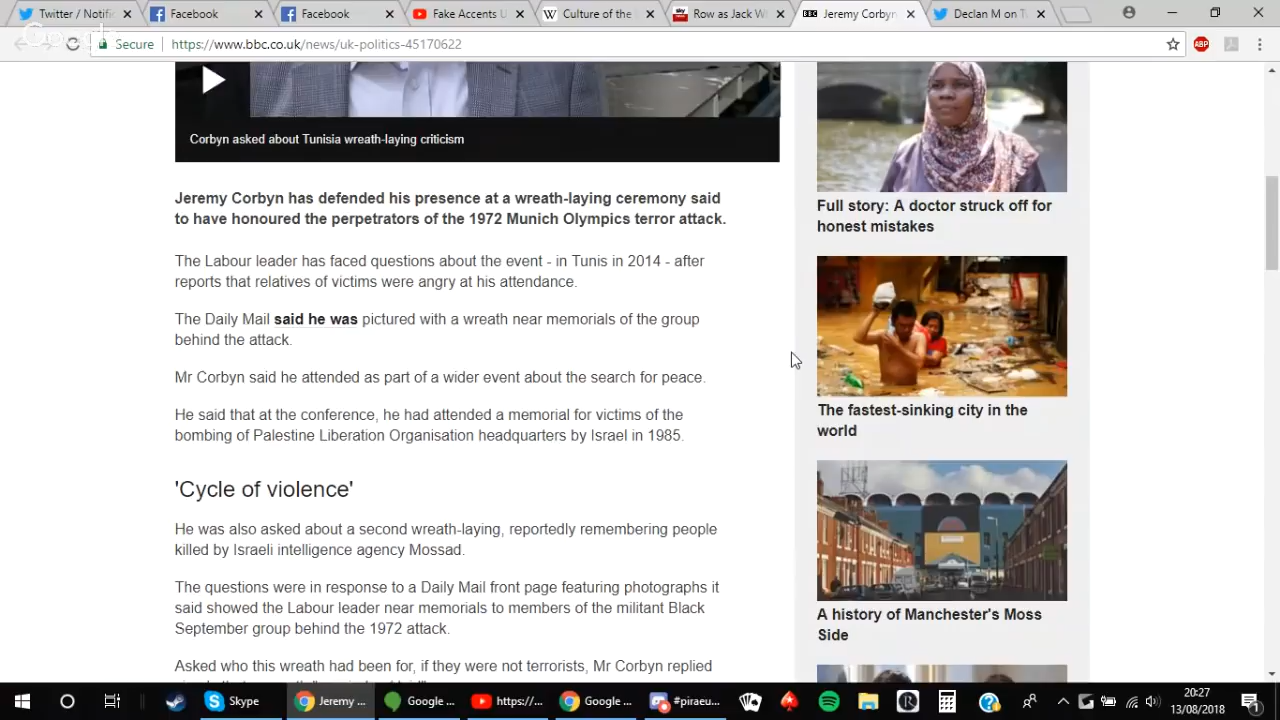 Twitter / Notific
Facebook
Facebook
Fake Accents U
Culture of the
Row as Jack W
BBC
Jeremy Corbyn
Declan IV on Tw
Secure
https://www.bbc.co.uk/news/uk-politics-45170622
ABP
Corbyn asked about Tunisia wreath-laying criticism
Jeremy Corbyn has defended his presence at a wreath-laying ceremony said
to have honoured the perpetrators of the 1972 Munich Olympics terror attack.
The Labour leader has faced questions about the event - in Tunis in 2014 - after
reports that relatives of victims were angry at his attendance.
The Daily Mail said he was pictured with a wreath near memorials of the group
behind the attack.
Mr Corbyn said he attended as part of a wider event about the search for peace.
He said that at the conference, he had attended a memorial for victims of the
bombing of Palestine Liberation Organisation headquarters by Israel in 1985.
'Cycle of violence'
He was also asked about a second wreath-laying, reportedly remembering people
killed by Israeli intelligence agency Mossad.
The questions were in response to a Daily Mail front page featuring photographs it
said showed the Labour leader near memorials to members of the militant Black
September group behind the 1972 attack.
Asked who this wreath had been for, if they were not terrorists, Mr Corbyn replied
Full story: A doctor struck off for
honest mistakes
The fastest-sinking city in the
world
A history of Manchester's Moss
Side
Skype
Jeremy ...
Google ...
https://...
Google ...
#piraeu...
20:27
13/08/2018